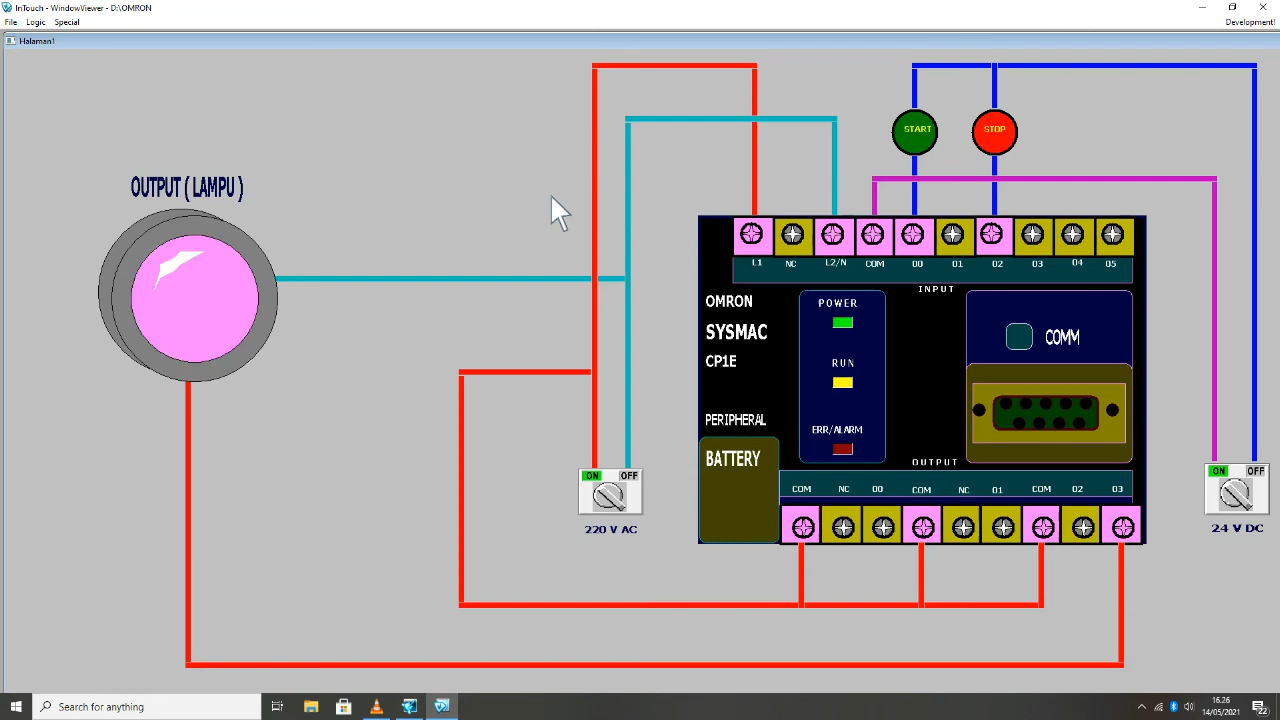 InTouch - WindowViewer - D:\OMRON
File Logic Special Development!
Halaman1
START STOP
OUTPUT ( LAMPU )
L1 NC L2/N COM 00 01 02 03 04 05
INPUT
OMRON
SYSMAC
CP1E
PERIPHERAL
BATTERY
POWER
RUN
ERR/ALARM
COMM
OUTPUT
COM NC 00 COM NC 01 COM 02 03
ON OFF
220 V AC
ON OFF
24 V DC
Search for anything
16.26
14/05/2021
22